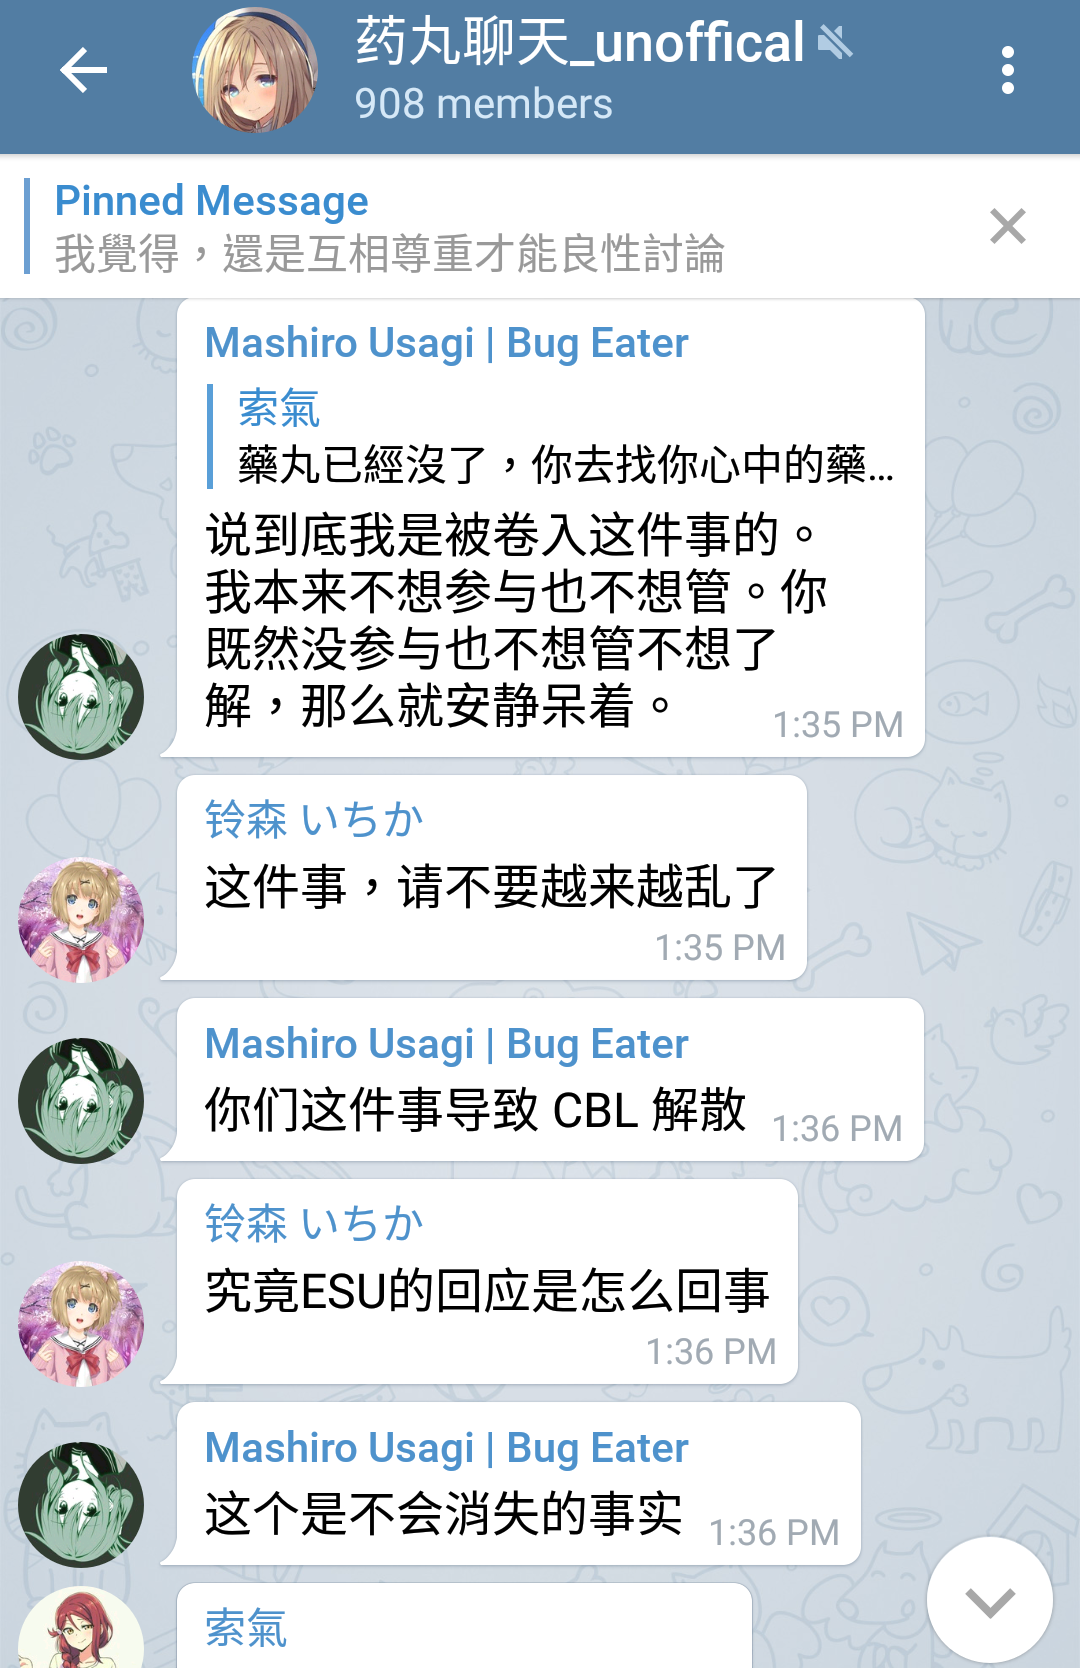 药丸聊天_unoffical
908 members
Pinned Message
我覺得，還是互相尊重才能良性討論
Mashiro Usagi | Bug Eater
索氣
藥丸已經沒了，你去找你心中的藥...
说到底我是被卷入这件事的。
我本来不想参与也不想管。你
既然没参与也不想管不想了
解，那么就安静呆着。
1:35 PM
铃森 いちか
这件事，请不要越来越乱了
1:35 PM
Mashiro Usagi | Bug Eater
你们这件事导致 CBL 解散
1:36 PM
铃森 いちか
究竟ESU的回应是怎么回事
1:36 PM
Mashiro Usagi | Bug Eater
这个是不会消失的事实
1:36 PM
索氣